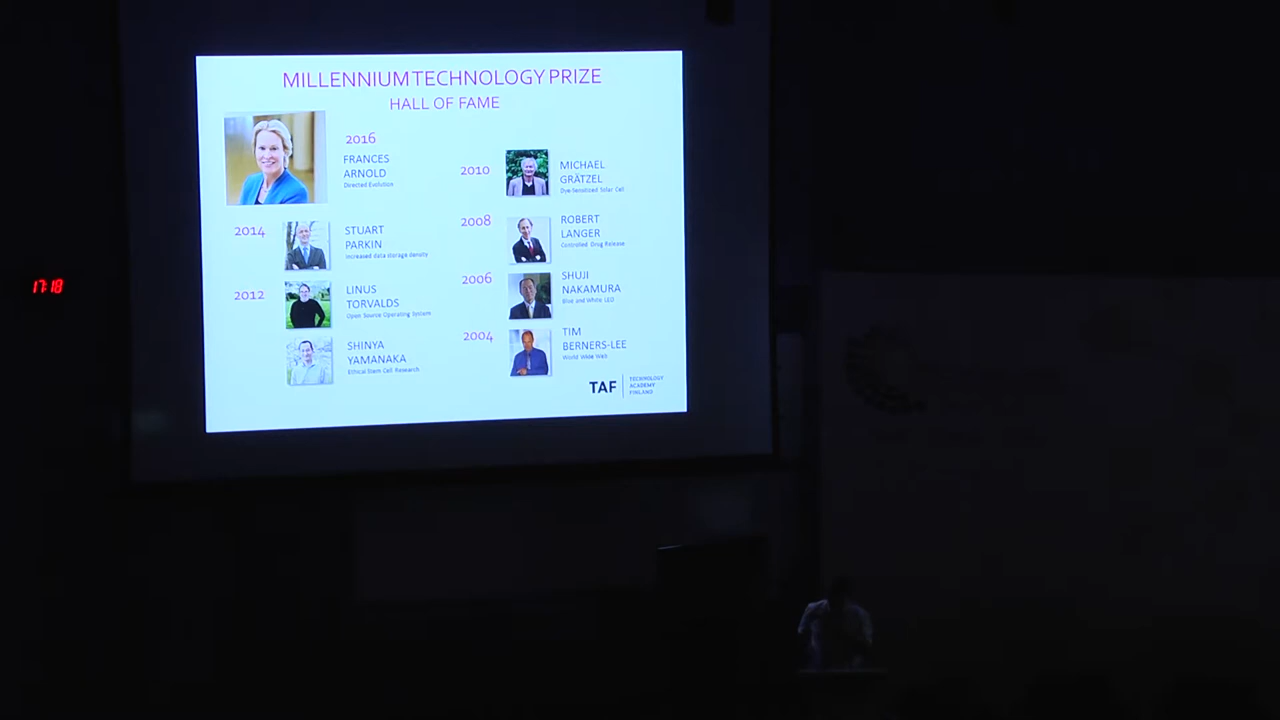 MILLENNIUM TECHNOLOGY PRIZE
HALL OF FAME
2016
FRANCES
ARNOLD
Directed Evolution
2014
STUART
PARKIN
Increased data storage density
2012
LINUS
TORVALDS
Open Source Operating System
SHINYA
YAMANAKA
Ethical Stem Cell Research
2010
MICHAEL
GRÄTZEL
Dye-Sensitised Solar Cell
2008
ROBERT
LANGER
Controlled Drug Release
2006
SHUJI
NAKAMURA
Blue and White LED
2004
TIM
BERNERS-LEE
World Wide Web
TAF
TECHNOLOGY
ACADEMY
FINLAND
17:18